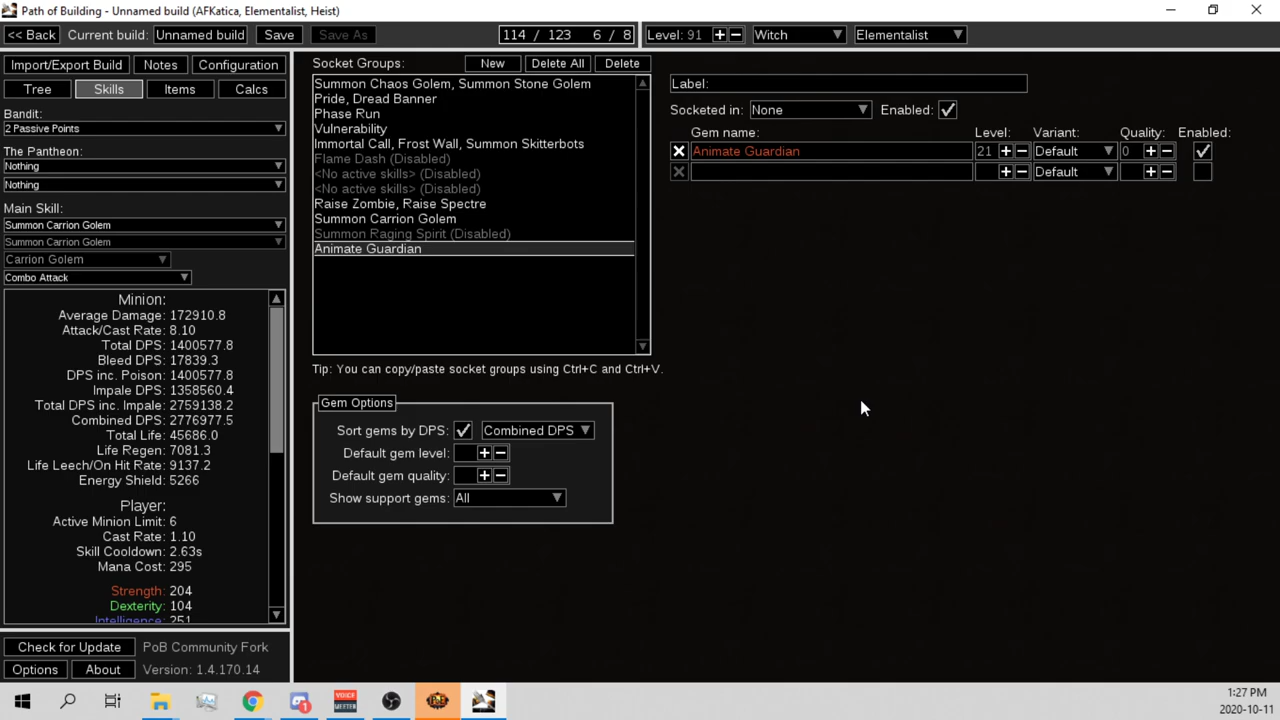 Path of Building - Unnamed build (AFKatica, Elementalist, Heist)
<< Back Current build: Unnamed build Save Save As 114 / 123 6 / 8 Level: 91 + - Witch Elementalist
Import/Export Build Notes Configuration
Tree Skills Items Calcs
Bandit:
2 Passive Points
The Pantheon:
Nothing
Nothing
Main Skill:
Summon Carrion Golem
Summon Carrion Golem
Carrion Golem
Combo Attack
Minion:
Average Damage: 172910.8
Attack/Cast Rate: 8.10
Total DPS: 1400577.8
Bleed DPS: 17839.3
DPS inc. Poison: 1400577.8
Impale DPS: 1358560.4
Total DPS inc. Impale: 2759138.2
Combined DPS: 2776977.5
Total Life: 45686.0
Life Regen: 7081.3
Life Leech/On Hit Rate: 9137.2
Energy Shield: 5266
Player:
Active Minion Limit: 6
Cast Rate: 1.10
Skill Cooldown: 2.63s
Mana Cost: 295
Strength: 204
Dexterity: 104
Intelligence: 251
Check for Update PoB Community Fork
Options About Version: 1.4.170.14
Socket Groups: New Delete All Delete
Summon Chaos Golem, Summon Stone Golem
Pride, Dread Banner
Phase Run
Vulnerability
Immortal Call, Frost Wall, Summon Skitterbots
Flame Dash (Disabled)
<No active skills> (Disabled)
<No active skills> (Disabled)
Raise Zombie, Raise Spectre
Summon Carrion Golem
Summon Raging Spirit (Disabled)
Animate Guardian
Tip: You can copy/paste socket groups using Ctrl+C and Ctrl+V.
Gem Options
Sort gems by DPS: Combined DPS
Default gem level: + -
Default gem quality: + -
Show support gems: All
Label:
Socketed in: None Enabled:
Gem name: Level: Variant: Quality: Enabled:
Animate Guardian 21 + - Default 0 + -
+ - Default + -
VOICE
MEETER
1
1:27 PM
2020-10-11